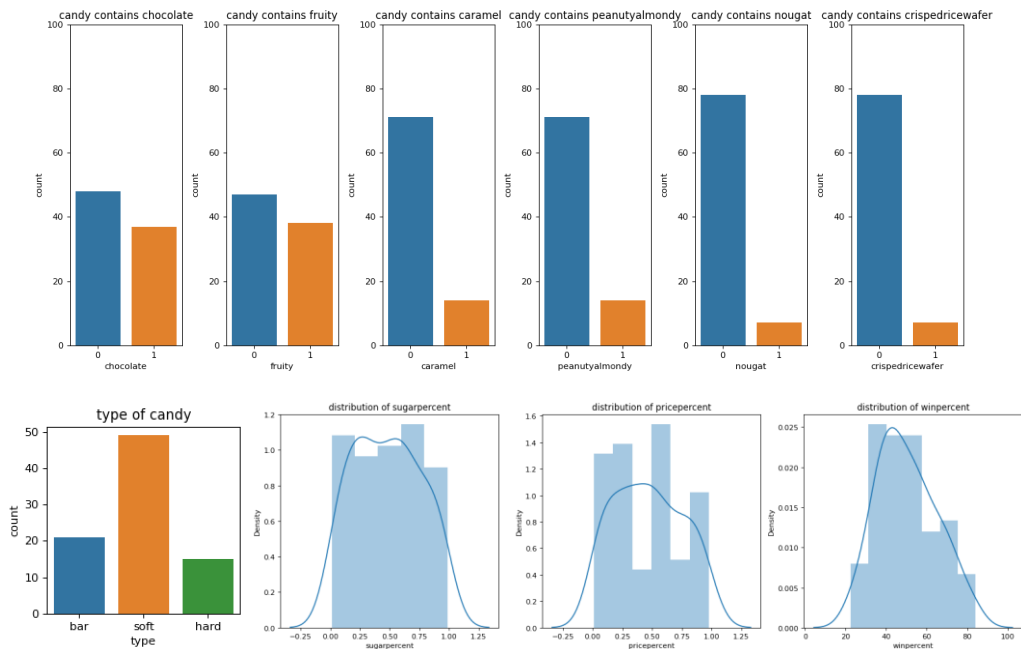 candy contains chocolate
100
80
60
40
20
0
count
0 1
chocolate
candy contains fruity
100
80
60
40
20
0
count
0 1
fruity
candy contains caramel
100
80
60
40
20
0
count
0 1
caramel
candy contains peanutyalmondy
100
80
60
40
20
0
count
0 1
peanutyalmondy
candy contains nougat
100
80
60
40
20
0
count
0 1
nougat
candy contains crispedricewafer
100
80
60
40
20
0
count
0 1
crispedricewafer
type of candy
50
40
30
20
10
0
count
bar soft hard
type
distribution of sugarpercent
1.2
1.0
0.8
0.6
0.4
0.2
0.0
Density
−0.25 0.00 0.25 0.50 0.75 1.00 1.25
sugarpercent
distribution of pricepercent
1.6
1.4
1.2
1.0
0.8
0.6
0.4
0.2
0.0
Density
−0.25 0.00 0.25 0.50 0.75 1.00 1.25
pricepercent
distribution of winpercent
0.025
0.020
0.015
0.010
0.005
0.000
Density
20 40 60 80 100
winpercent